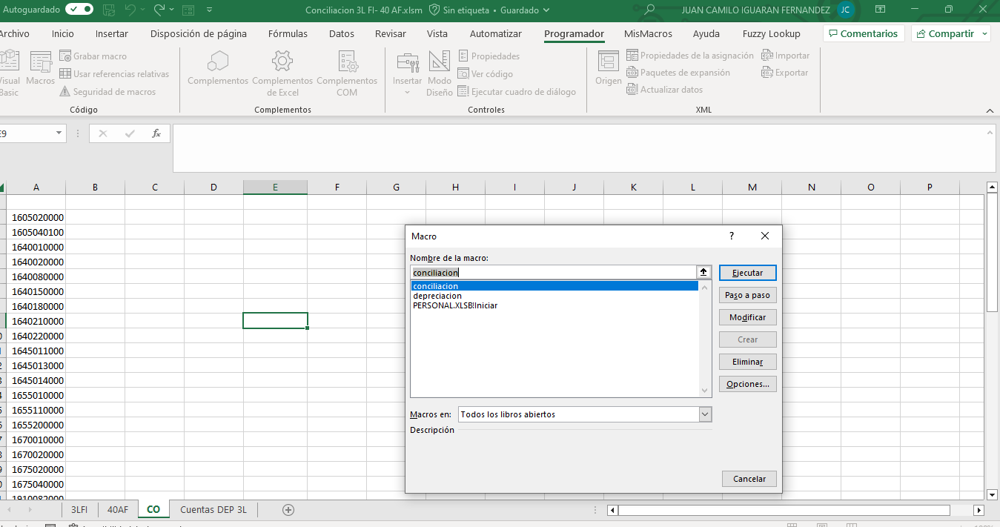 Autoguardado
Conciliacion 3L FI- 40 AF.xlsm
Sin etiqueta • Guardado
JUAN CAMILO IGUARAN FERNANDEZ
JC
Inicio
Insertar
Disposición de página
Fórmulas
Datos
Revisar
Vista
Automatizar
Programador
MisMacros
Ayuda
Fuzzy Lookup
Comentarios
Compartir
Macros
Grabar macro
Usar referencias relativas
Seguridad de macros
Código
Complementos
Complementos
de Excel
Complementos
COM
Complementos
Insertar
Modo
Diseño
Propiedades
Ver código
Ejecutar cuadro de diálogo
Controles
Origen
Propiedades de la asignación
Paquetes de expansión
Actualizar datos
Importar
Exportar
XML
fx
A B C D E F G H I J K L M N O P
1605020000
1605040100
1640010000
1640020000
1640080000
1640150000
1640180000
1640210000
1640220000
1645011000
1645013000
1645014000
1655010000
1655110000
1655200000
1670010000
1670020000
1675020000
1675040000
Macro
?
Nombre de la macro:
conciliacion
conciliacion
depreciacion
PERSONAL.XLSB!Iniciar
Ejecutar
Paso a paso
Modificar
Crear
Eliminar
Opciones...
Macros en:
Todos los libros abiertos
Descripción
Cancelar
3LFI
40AF
CO
Cuentas DEP 3L